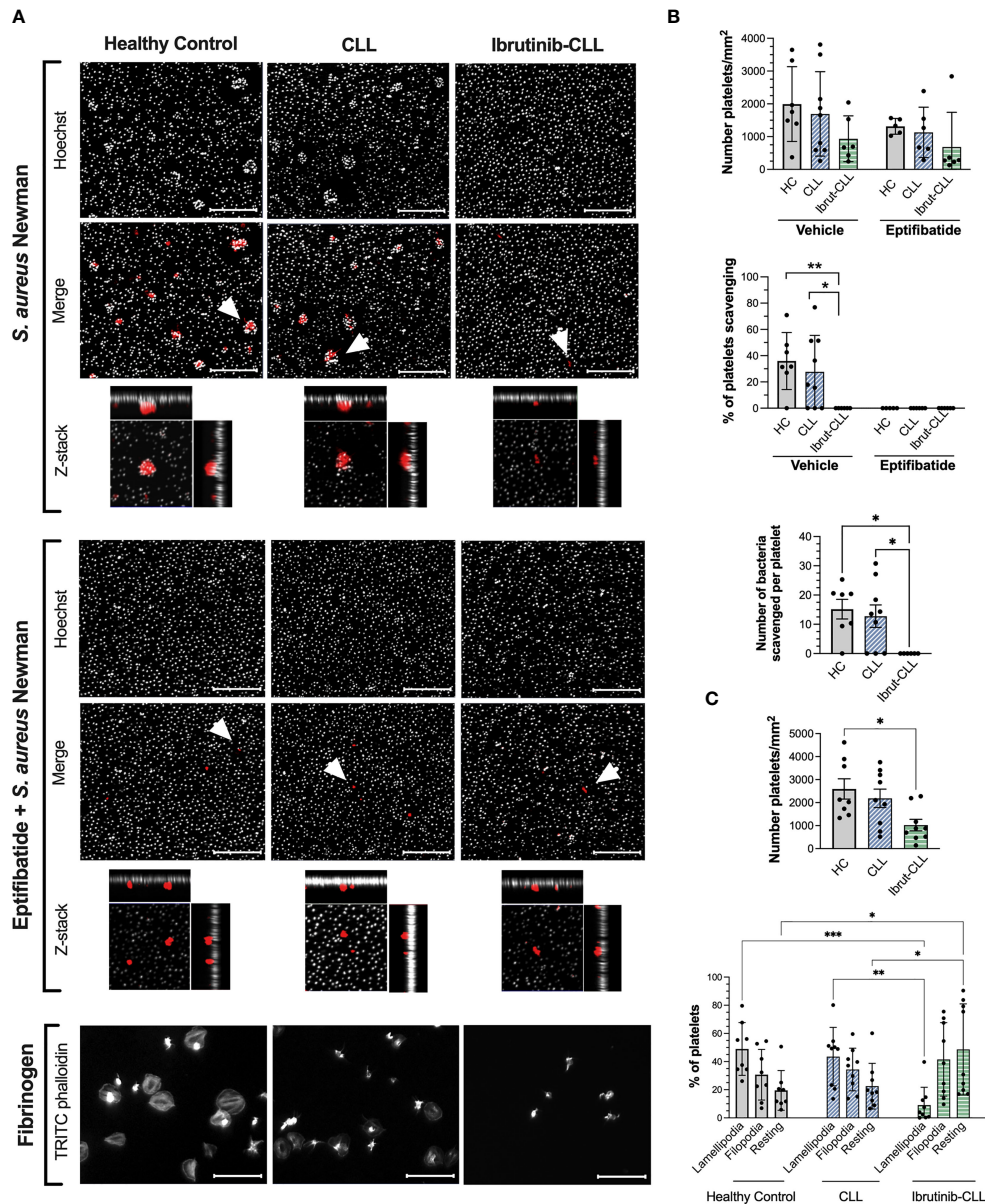 A
Healthy Control
CLL
Ibrutinib-CLL
S. aureus Newman
Hoechst
Merge
Z-stack
Eptifibatide + S. aureus Newman
Hoechst
Merge
Z-stack
Fibrinogen
TRITC phalloidin
B
Number platelets/mm2
4000
3000
2000
1000
0
HC
CLL
Ibrut-CLL
HC
CLL
Ibrut-CLL
Vehicle
Eptifibatide
% of platelets scavenging
100
80
60
40
20
0
**
*
HC
CLL
Ibrut-CLL
HC
CLL
Ibrut-CLL
Vehicle
Eptifibatide
Number of bacteria
scavenged per platelet
40
30
20
10
0
*
*
HC
CLL
Ibrut-CLL
C
Number platelets/mm2
5000
4000
3000
2000
1000
0
*
HC
CLL
Ibrut-CLL
% of platelets
100
80
60
40
20
0
*
***
*
**
Lamellipodia
Filopodia
Resting
Lamellipodia
Filopodia
Resting
Lamellipodia
Filopodia
Resting
Healthy Control
CLL
Ibrutinib-CLL